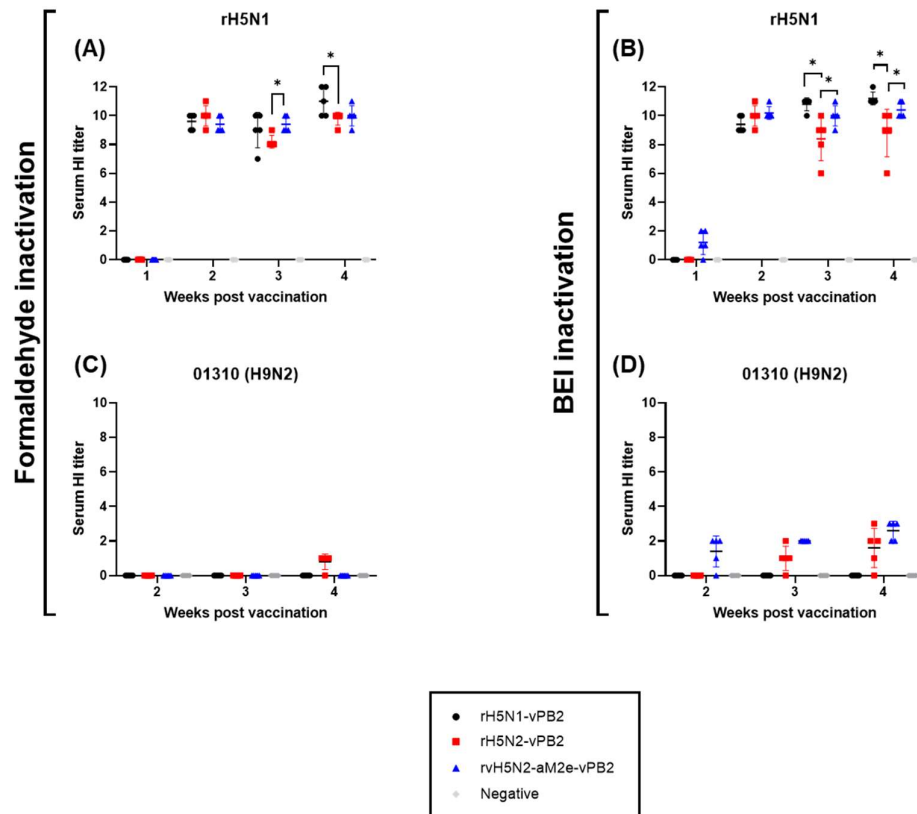 Formaldehyde inactivation
(A)
rH5N1
Serum HI titer
12
10
8
6
4
2
0
*
*
1 2 3 4
Weeks post vaccination
(C)
01310 (H9N2)
Serum HI titer
10
8
6
4
2
0
2 3 4
Weeks post vaccination
BEI inactivation
(B)
rH5N1
Serum HI titer
12
10
8
6
4
2
0
*
*
*
*
1 2 3 4
Weeks post vaccination
(D)
01310 (H9N2)
Serum HI titer
10
8
6
4
2
0
2 3 4
Weeks post vaccination
rH5N1-vPB2
rH5N2-vPB2
rvH5N2-aM2e-vPB2
Negative